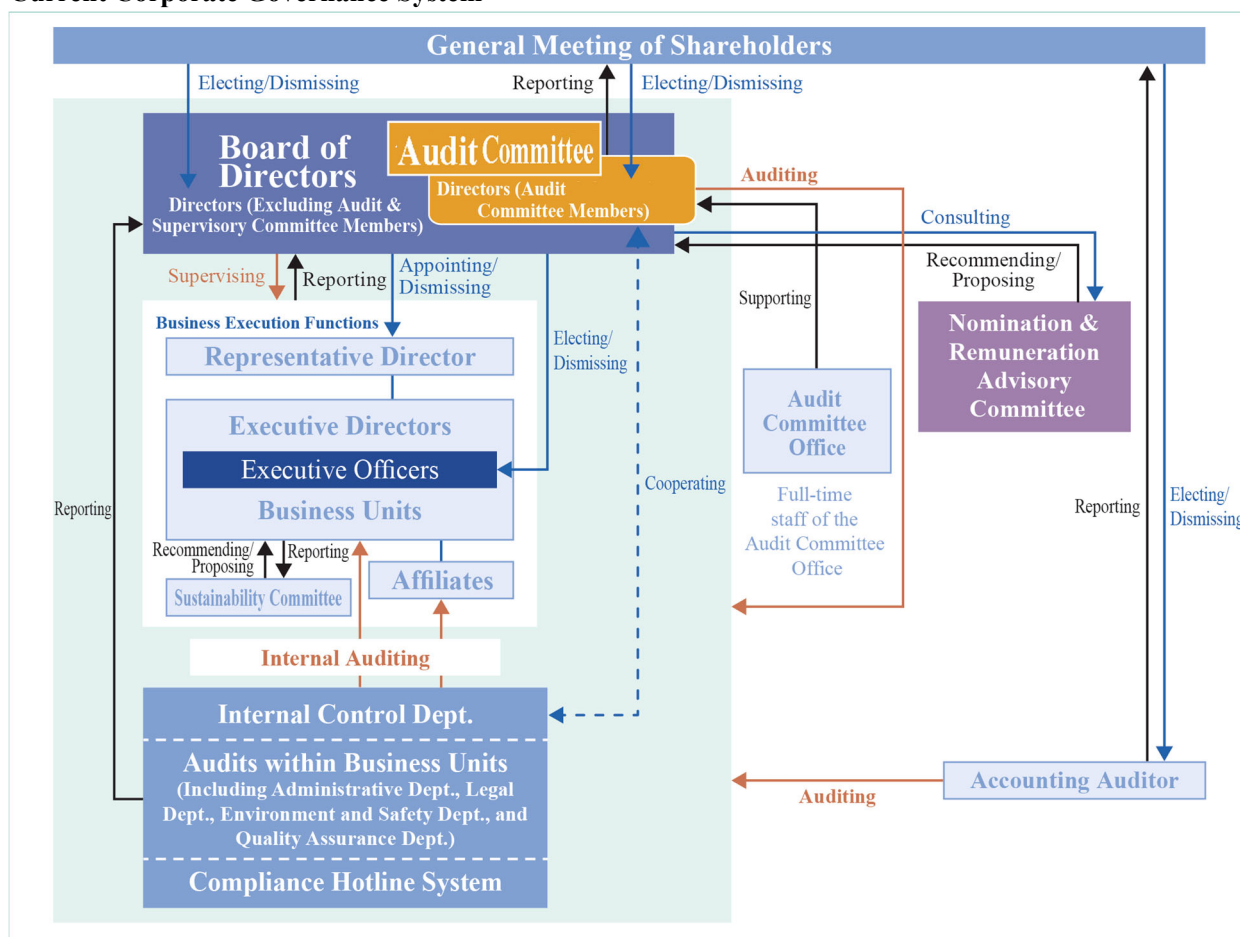 Current Corporate Governance System
General Meeting of Shareholders
Electing/Dismissing
Reporting
Electing/Dismissing
Board of
Directors
Directors (Excluding Audit &
Supervisory Committee Members)
Audit Committee
Directors (Audit
Committee Members)
Auditing
Consulting
Supervising
Reporting
Appointing/
Dismissing
Recommending/
Proposing
Supporting
Business Execution Functions
Representative Director
Electing/
Dismissing
Nomination &
Remuneration
Advisory
Committee
Executive Directors
Executive Officers
Business Units
Audit
Committee
Office
Full-time
staff of the
Audit Committee
Office
Reporting
Cooperating
Reporting
Electing/
Dismissing
Recommending/
Proposing
Reporting
Sustainability Committee
Affiliates
Internal Auditing
Internal Control Dept.
Audits within Business Units
(Including Administrative Dept., Legal
Dept., Environment and Safety Dept., and
Quality Assurance Dept.)
Compliance Hotline System
Auditing
Accounting Auditor